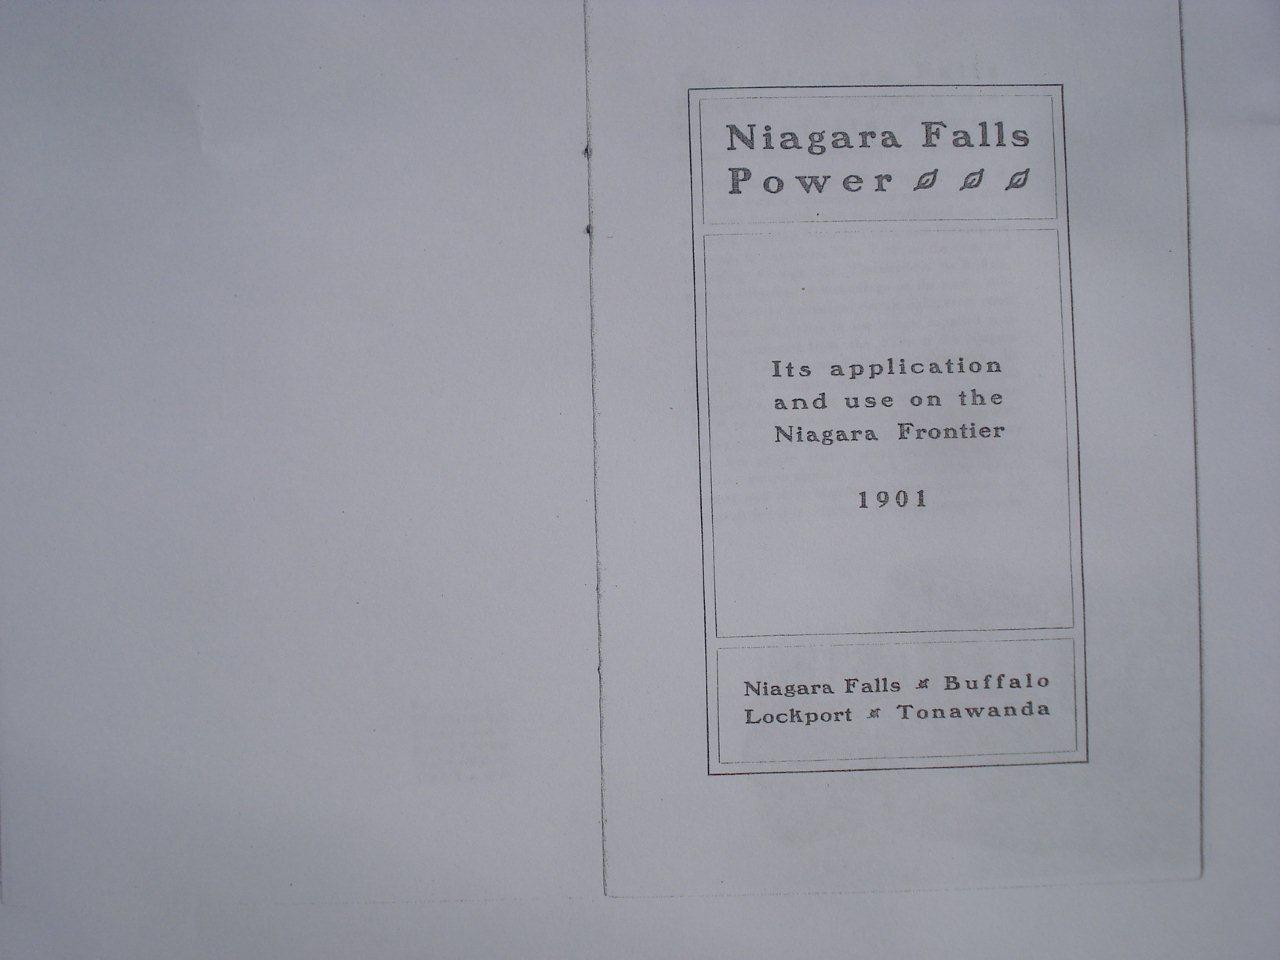 Niagara Falls
Power
Its application
and use on the
Niagara Frontier
1901
Niagara Falls Buffalo
Lockport Tonawanda